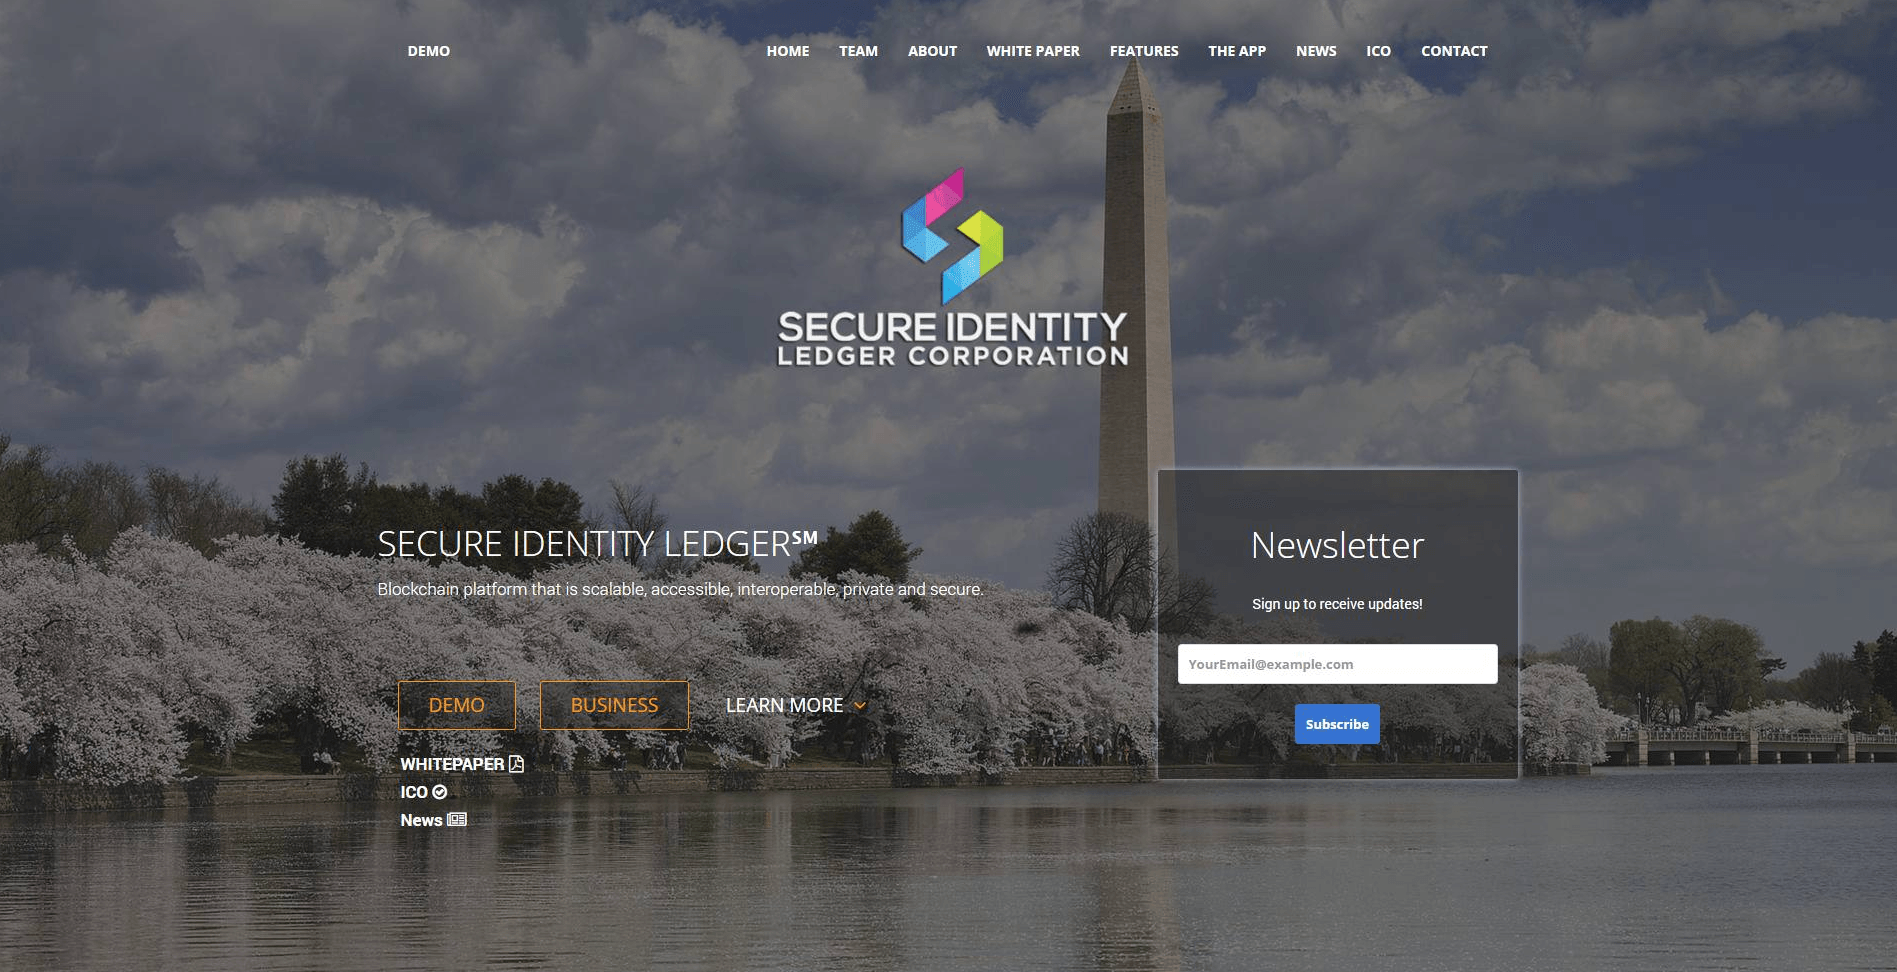 DEMO HOME TEAM ABOUT WHITE PAPER FEATURES THE APP NEWS ICO CONTACT
SECURE IDENTITY
LEDGER CORPORATION
SECURE IDENTITY LEDGER℠
Blockchain platform that is scalable, accessible, interoperable, private and secure.
DEMO BUSINESS LEARN MORE
WHITEPAPER
ICO
News
Newsletter
Sign up to receive updates!
YourEmail@example.com
Subscribe